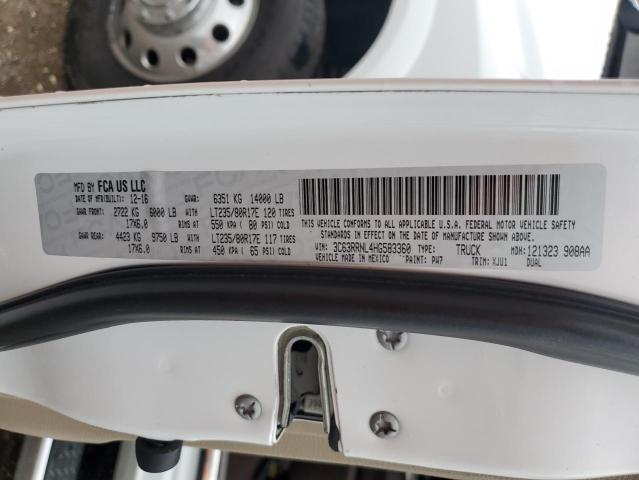 MFD BY FCA US LLC
DATE OF MFR(BUILT): 12-16 GVWR: 6351 KG 14000 LB
GAWR FRONT: 2722 KG 6000 LB WITH LT235/80R17E 120 TIRES
17X6.0 RIMS AT 550 KPA ( 80 PSI) COLD
GAWR REAR: 4423 KG 9750 LB WITH LT235/80R17E 117 TIRES
17X6.0 RIMS AT 450 KPA ( 65 PSI) COLD
THIS VEHICLE CONFORMS TO ALL APPLICABLE U.S.A. FEDERAL MOTOR VEHICLE SAFETY
STANDARDS IN EFFECT ON THE DATE OF MANUFACTURE SHOWN ABOVE.
VIN: 3C63RRNL4HG583360 TYPE: TRUCK MDH: 121323 908AA
VEHICLE MADE IN MEXICO PAINT: PW7 TRIM: XJU1 DUAL